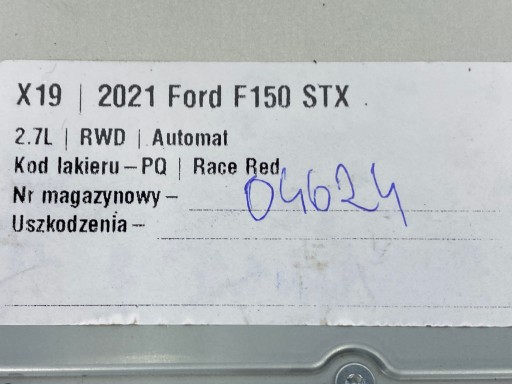 X19 | 2021 Ford F150 STX
2.7L | RWD | Automat
Kod lakieru – PQ | Race Red
Nr magazynowy – 04624
Uszkodzenia –